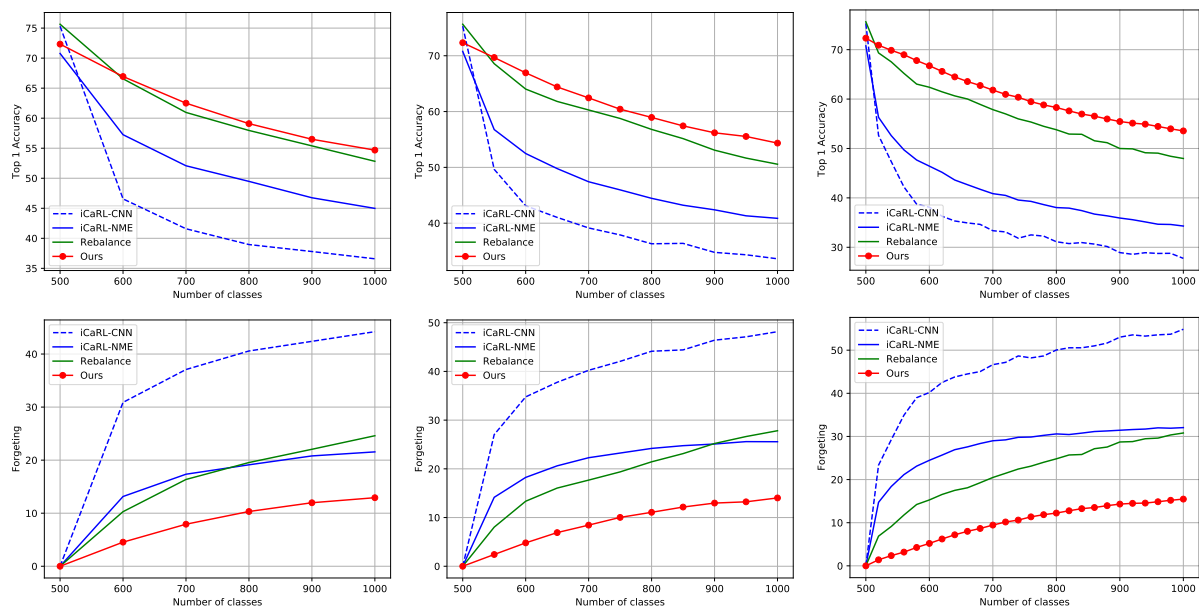 75
70
65
60
55
50
45
40
35
Top 1 Accuracy
iCaRL-CNN
iCaRL-NME
Rebalance
Ours
500 600 700 800 900 1000
Number of classes
70
60
50
40
Top 1 Accuracy
iCaRL-CNN
iCaRL-NME
Rebalance
Ours
500 600 700 800 900 1000
Number of classes
70
60
50
40
30
Top 1 Accuracy
iCaRL-CNN
iCaRL-NME
Rebalance
Ours
500 600 700 800 900 1000
Number of classes
40
30
20
10
0
Forgeting
iCaRL-CNN
iCaRL-NME
Rebalance
Ours
500 600 700 800 900 1000
Number of classes
50
40
30
20
10
0
Forgeting
iCaRL-CNN
iCaRL-NME
Rebalance
Ours
500 600 700 800 900 1000
Number of classes
50
40
30
20
10
0
Forgeting
iCaRL-CNN
iCaRL-NME
Rebalance
Ours
500 600 700 800 900 1000
Number of classes